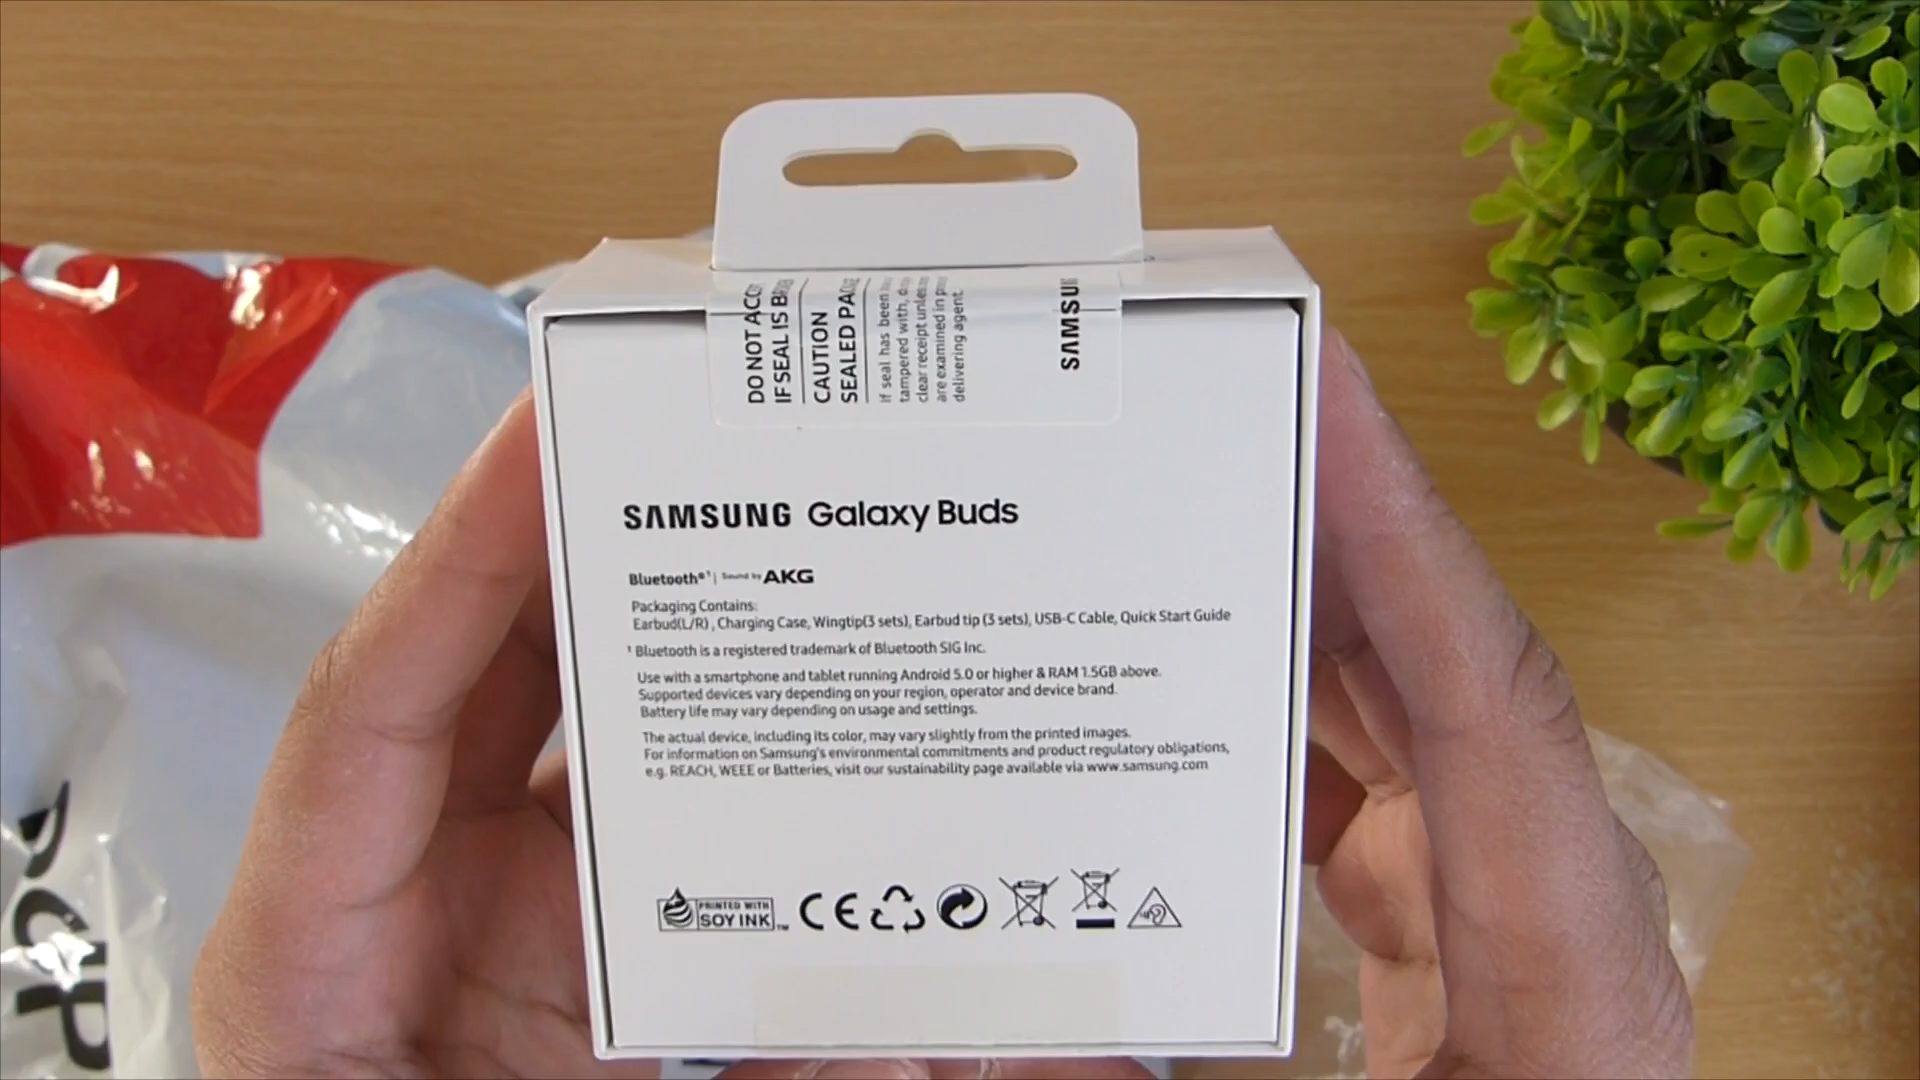 DO NOT ACC
IF SEAL IS
CAUTION
SEALED PA
If seal has been
tampered with,
clear receipt unless
are examined in
delivering agent.
SAMSU
SAMSUNG Galaxy Buds
Bluetooth®¹ | Sound by AKG
Packaging Contains:
Earbud(L/R) , Charging Case, Wingtip(3 sets), Earbud tip (3 sets), USB-C Cable, Quick Start Guide
¹ Bluetooth is a registered trademark of Bluetooth SIG Inc.
Use with a smartphone and tablet running Android 5.0 or higher & RAM 1.5GB above.
Supported devices vary depending on your region, operator and device brand.
Battery life may vary depending on usage and settings.
The actual device, including its color, may vary slightly from the printed images.
For information on Samsung's environmental commitments and product regulatory obligations,
e.g. REACH, WEEE or Batteries, visit our sustainability page available via www.samsung.com
PRINTED WITH
SOY INK™
CE